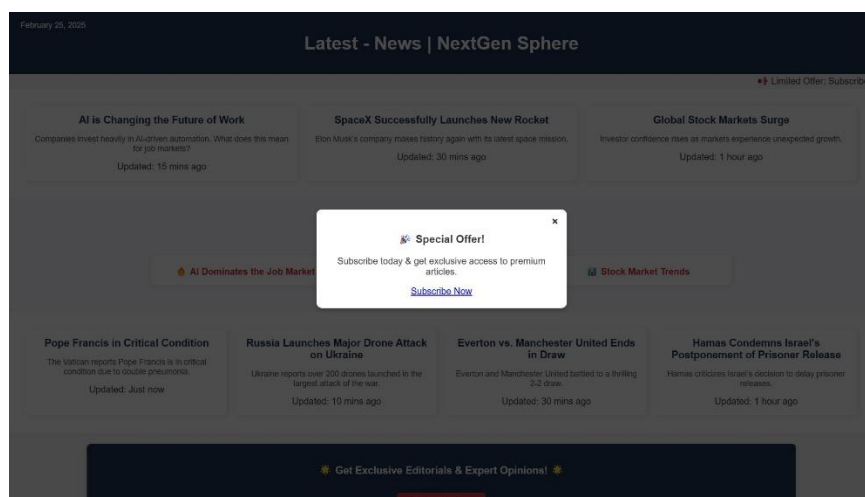 February 25, 2025
Latest - News | NextGen Sphere
Limited Offer: Subscribe
AI is Changing the Future of Work
Companies invest heavily in AI-driven automation. What does this mean
for job markets?
Updated: 15 mins ago
SpaceX Successfully Launches New Rocket
Elon Musk's company makes history again with its latest space mission.
Updated: 30 mins ago
Global Stock Markets Surge
Investor confidence rises as markets experience unexpected growth.
Updated: 1 hour ago
×
🎉 Special Offer!
Subscribe today & get exclusive access to premium
articles.
Subscribe Now
🔥 AI Dominates the Job Market
Stock Market Trends
Pope Francis in Critical Condition
The Vatican reports Pope Francis is in critical
condition due to double pneumonia.
Updated: Just now
Russia Launches Major Drone Attack
on Ukraine
Ukraine reports over 200 drones launched in the
largest attack of the war.
Updated: 10 mins ago
Everton vs. Manchester United Ends
in Draw
Everton and Manchester United battled to a thrilling
2-2 draw.
Updated: 30 mins ago
Hamas Condemns Israel's
Postponement of Prisoner Release
Hamas criticizes Israel's decision to delay prisoner
releases.
Updated: 1 hour ago
🌟 Get Exclusive Editorials & Expert Opinions! 🌟